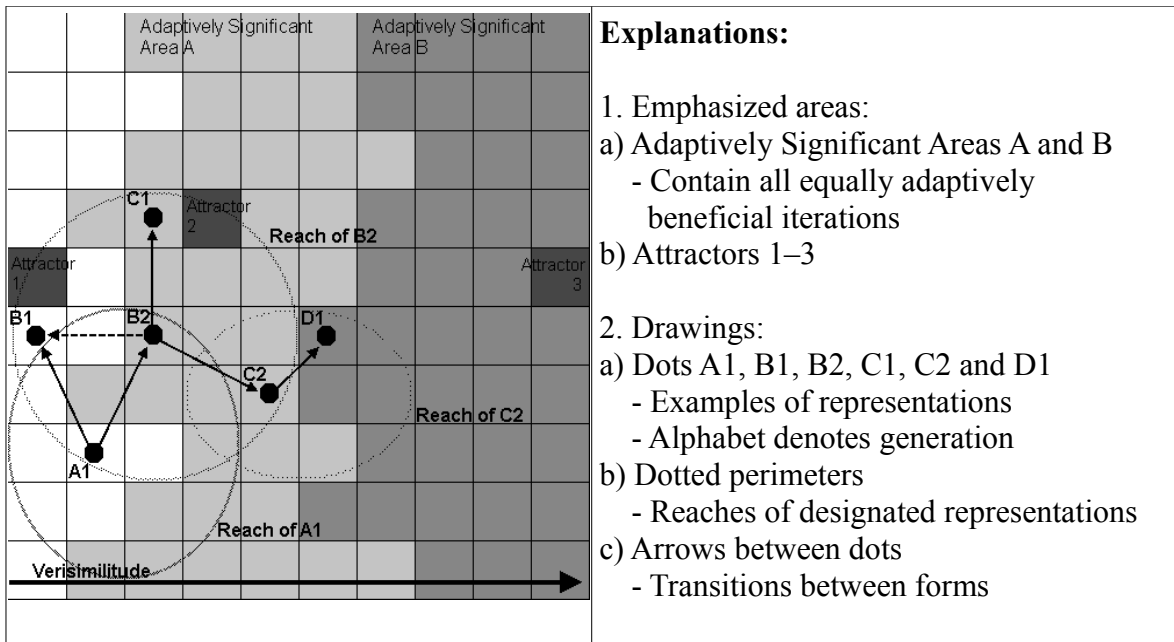 Adaptively Significant
Area A
Adaptively Significant
Area B
C1
Attractor
2
Reach of B2
Attractor
1
Attractor
3
B1
B2
D1
C2
Reach of C2
A1
Reach of A1
Verisimilitude
Explanations:
1. Emphasized areas:
a) Adaptively Significant Areas A and B
- Contain all equally adaptively
beneficial iterations
b) Attractors 1–3
2. Drawings:
a) Dots A1, B1, B2, C1, C2 and D1
- Examples of representations
- Alphabet denotes generation
b) Dotted perimeters
- Reaches of designated representations
c) Arrows between dots
- Transitions between forms